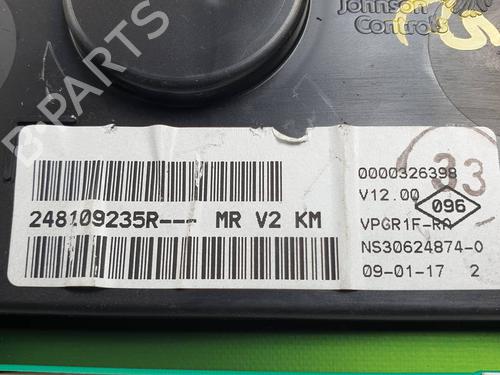 Johnson
Controls
B-PARTS
248109235R--- MR V2 KM
0000326398
33
V12.00
096
VPGR1F-RA
NS30624874-0
09-01-17 2